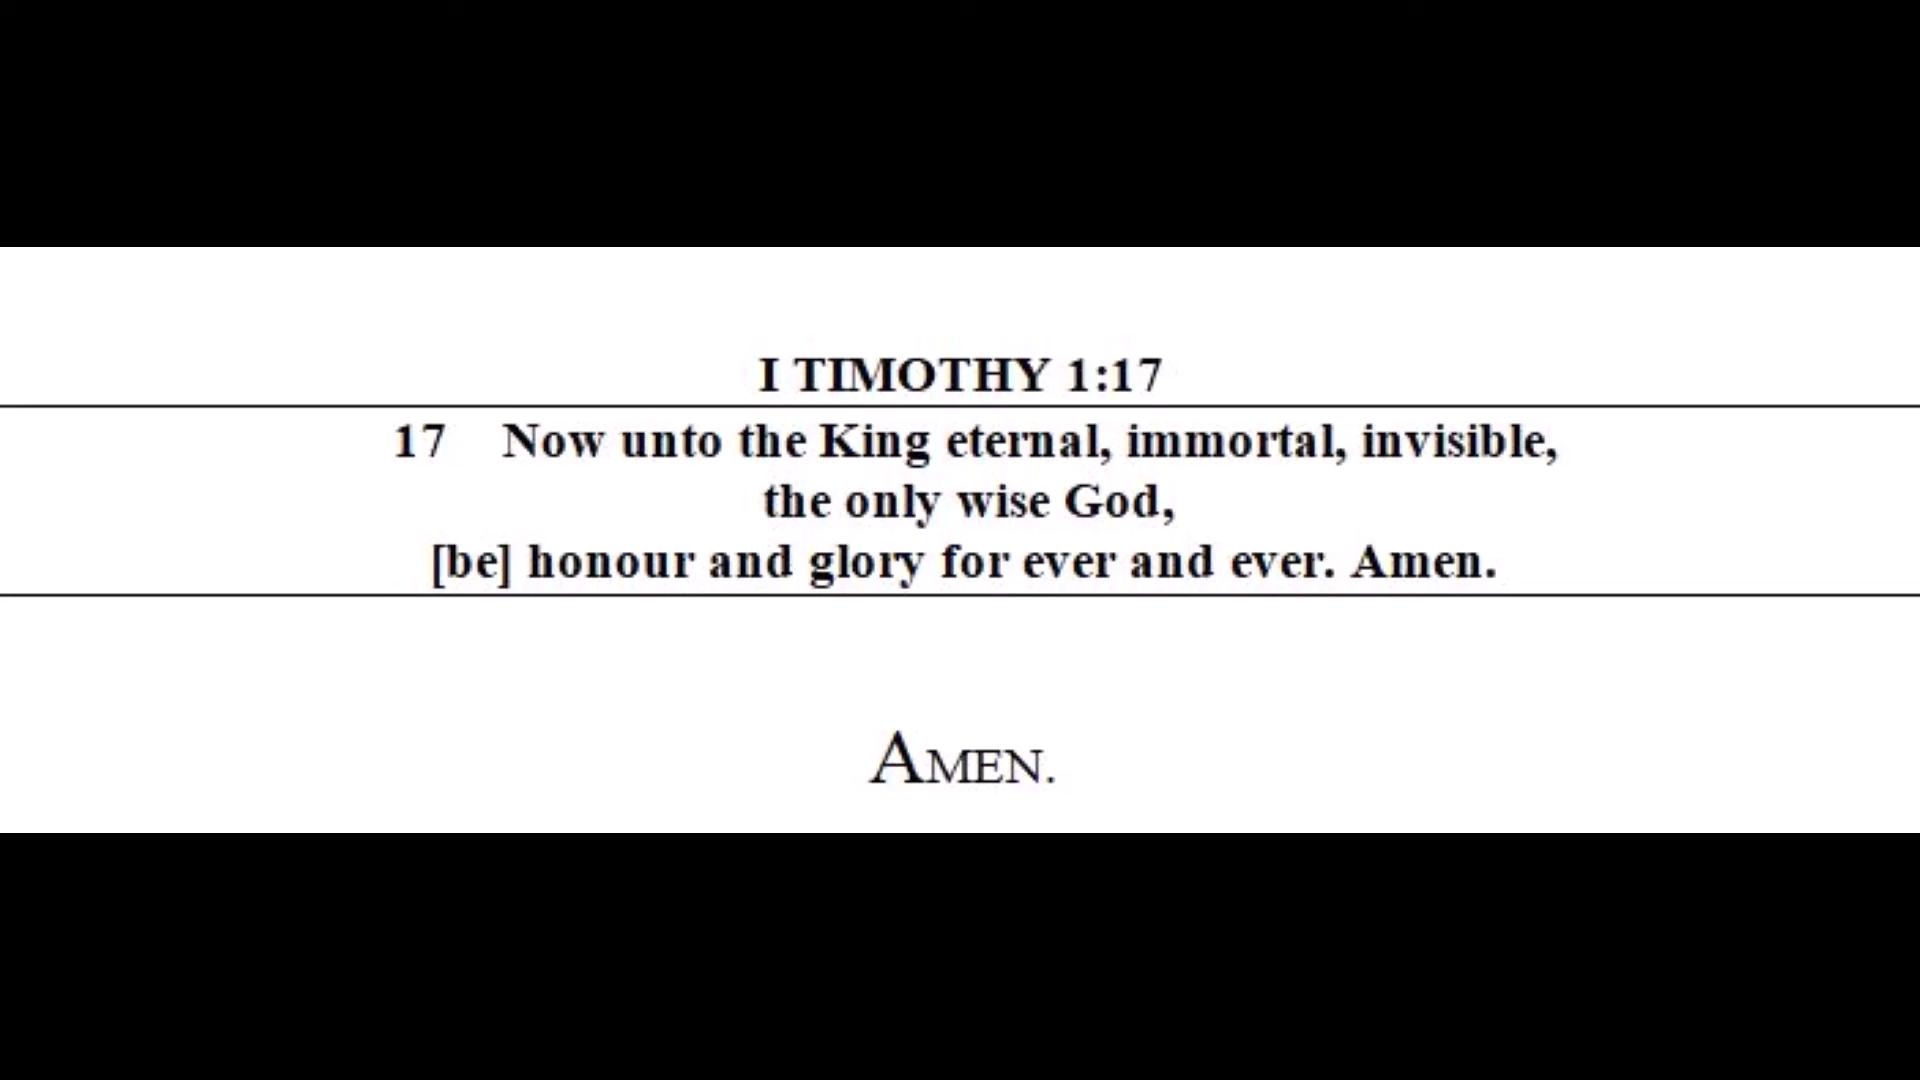 I TIMOTHY 1:17
17 Now unto the King eternal, immortal, invisible,
the only wise God,
[be] honour and glory for ever and ever. Amen.
AMEN.